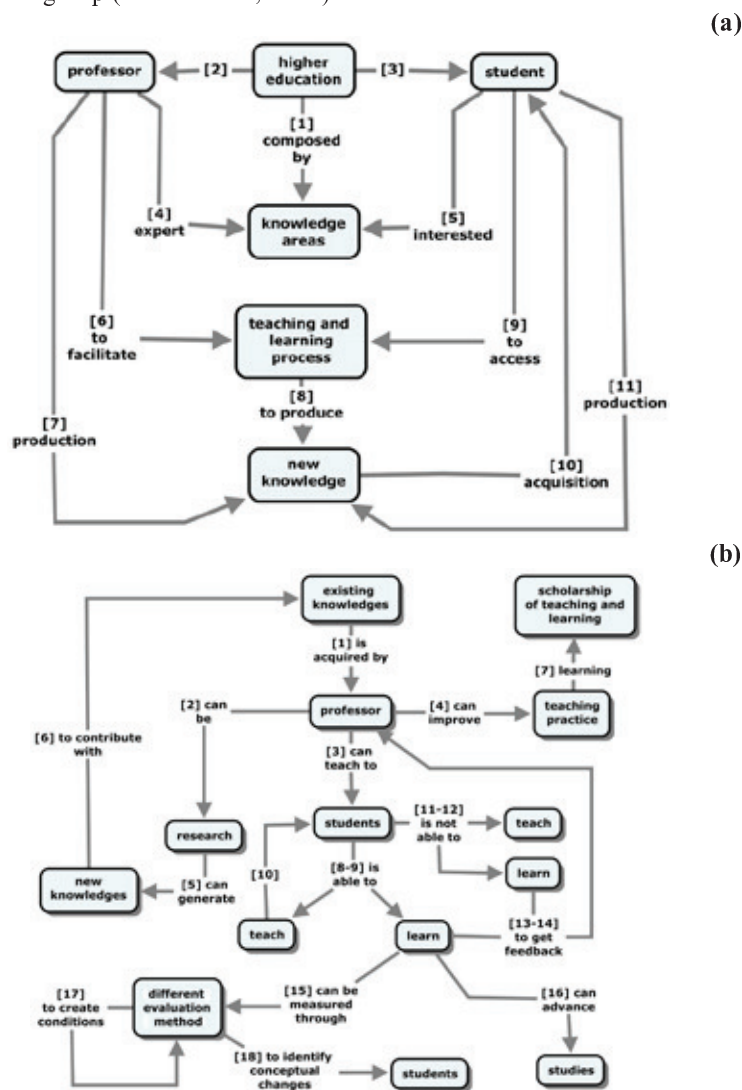 (a)
professor
[2]
higher
education
[3]
student
[1]
composed
by
[4]
expert
knowledge
areas
[5]
interested
[6]
to
facilitate
teaching and
learning
process
[9]
to
access
[8]
to produce
[7]
production
[11]
production
new
knowledge
[10]
acquisition
(b)
existing
knowledges
scholarship
of teaching and
learning
[1] is
acquired by
[7] learning
[2] can
be
professor
[4] can
improve
teaching
practice
[6] to contribute
with
[3] can
teach to
research
students
[11-12]
is not
able to
teach
new
knowledges
[5] can
generate
[10]
[8-9] is
able to
learn
teach
learn
[13-14]
to get
feedback
[17]
to create
conditions
different
evaluation
method
[15] can be
measured
through
[16] can
advance
[18] to identify
conceptual
changes
students
studies